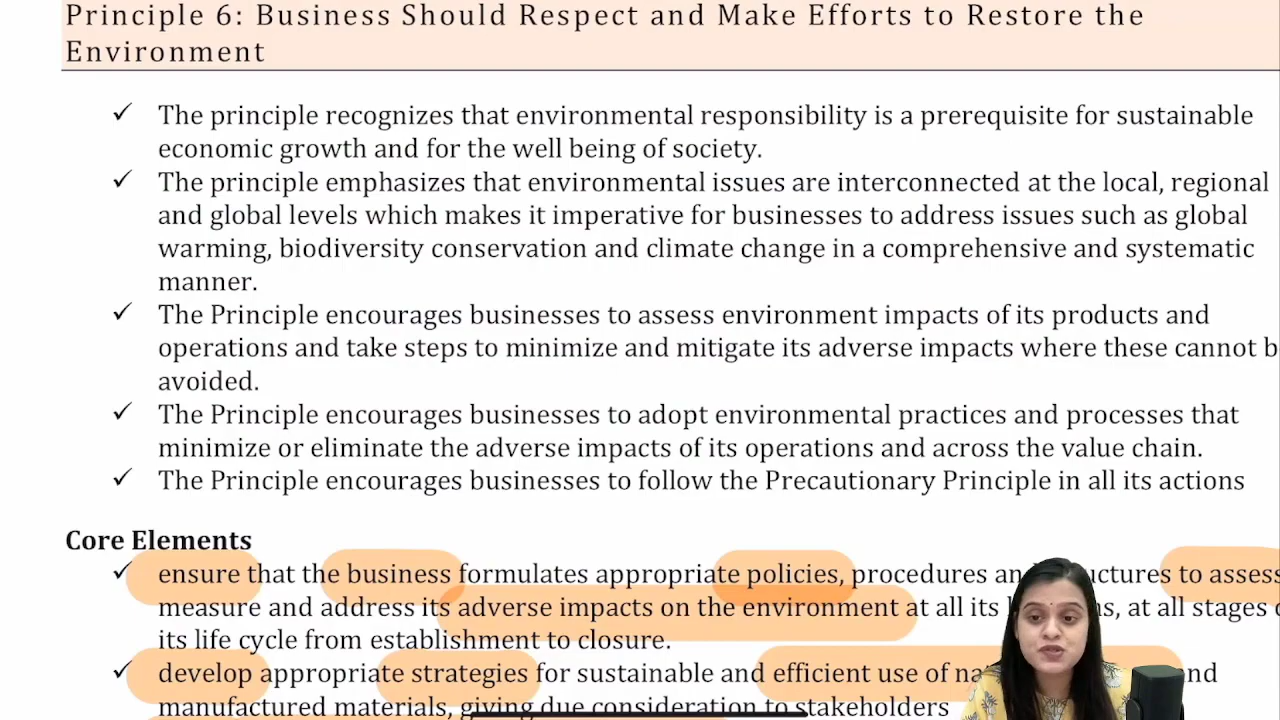 Principle 6: Business Should Respect and Make Efforts to Restore the
Environment
✓ The principle recognizes that environmental responsibility is a prerequisite for sustainable
economic growth and for the well being of society.
✓ The principle emphasizes that environmental issues are interconnected at the local, regional
and global levels which makes it imperative for businesses to address issues such as global
warming, biodiversity conservation and climate change in a comprehensive and systematic
manner.
✓ The Principle encourages businesses to assess environment impacts of its products and
operations and take steps to minimize and mitigate its adverse impacts where these cannot b
avoided.
✓ The Principle encourages businesses to adopt environmental practices and processes that
minimize or eliminate the adverse impacts of its operations and across the value chain.
✓ The Principle encourages businesses to follow the Precautionary Principle in all its actions
Core Elements
✓ ensure that the business formulates appropriate policies, procedures to assess
measure and address its adverse impacts on the environment at all its at all stages
its life cycle from establishment to closure.
✓ develop appropriate strategies for sustainable and efficient use of
manufactured materials, giving due consideration to stakeholders